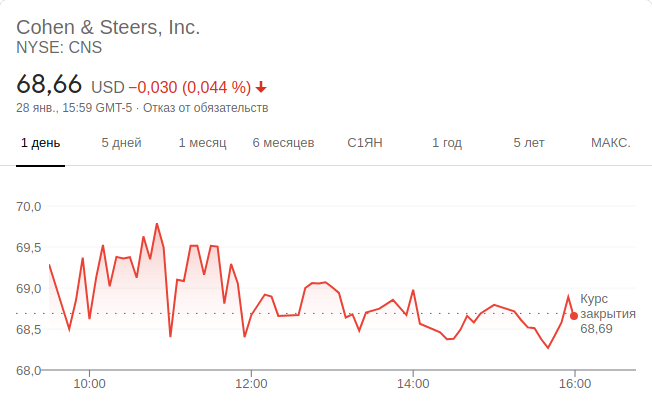 Cohen & Steers, Inc.
NYSE: CNS
68,66 USD −0,030 (0,044 %)
28 янв., 15:59 GMT-5 · Отказ от обязательств
1 день 5 дней 1 месяц 6 месяцев С1ЯН 1 год 5 лет МАКС.
70,0
69,5
69,0
68,5
68,0
Курс
закрытия
68,69
10:00 12:00 14:00 16:00